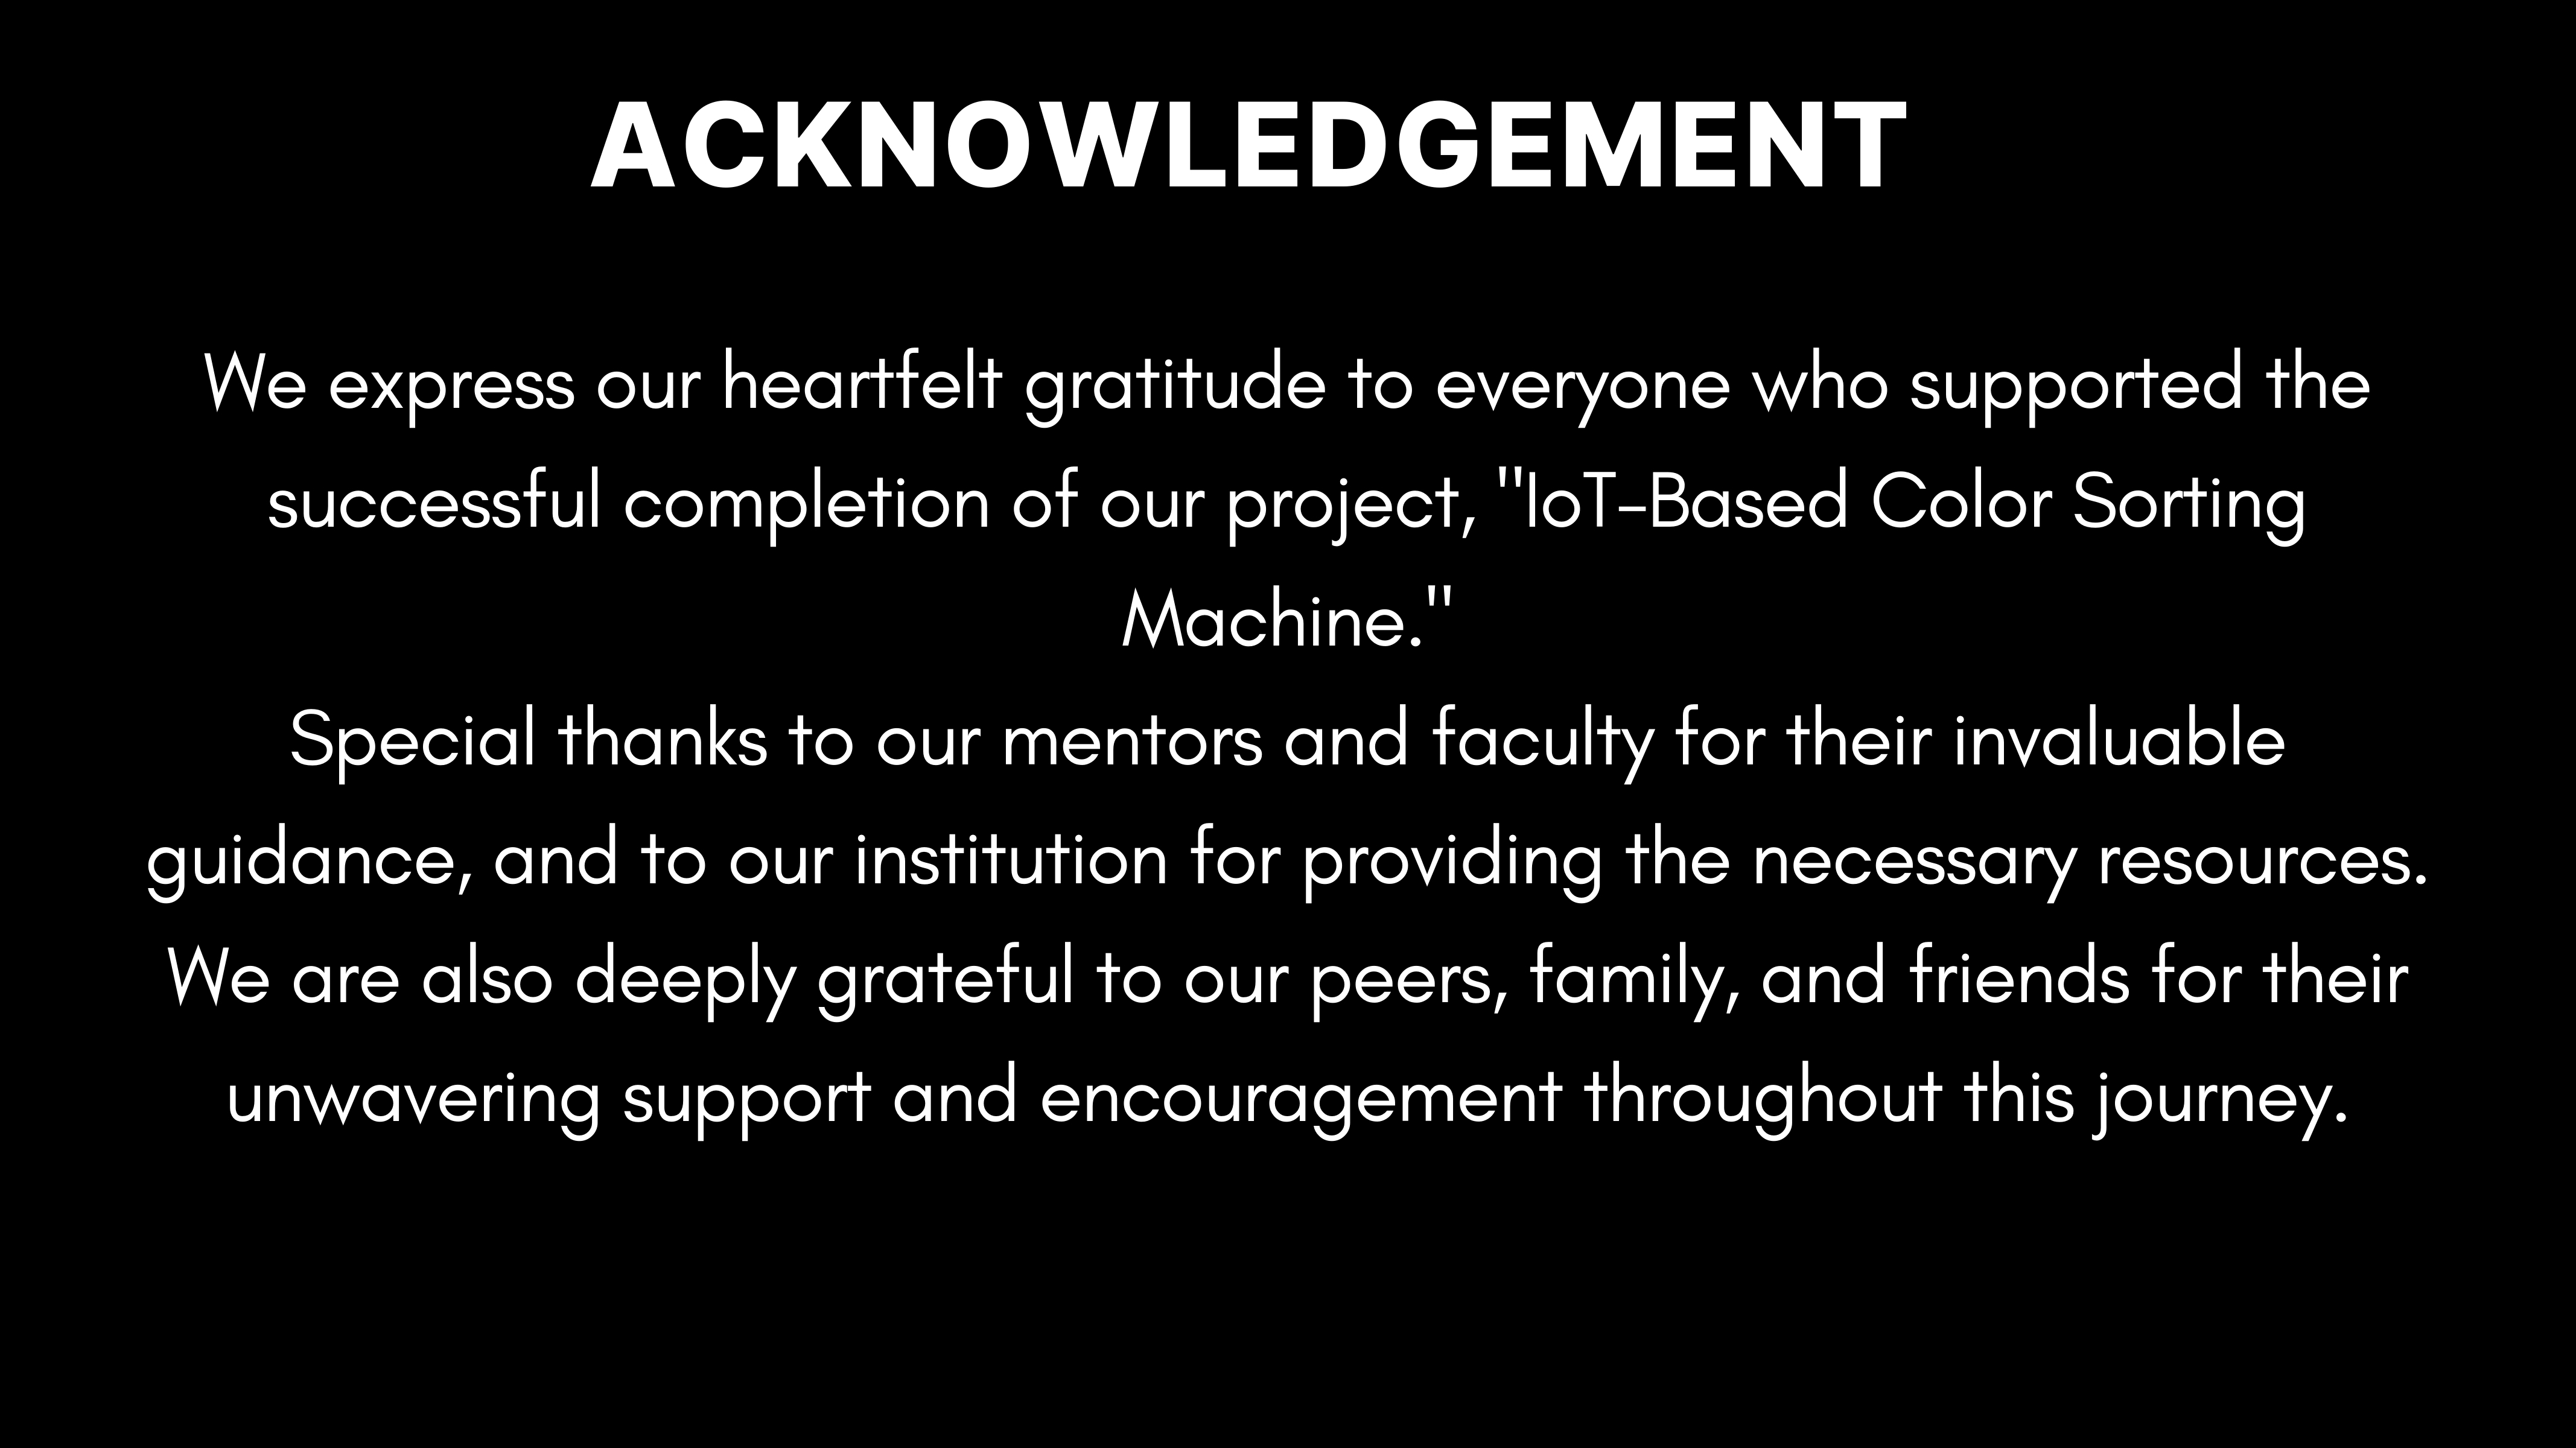 ACKNOWLEDGEMENT
We express our heartfelt gratitude to everyone who supported the
successful completion of our project, "IoT-Based Color Sorting
Machine."
Special thanks to our mentors and faculty for their invaluable
guidance, and to our institution for providing the necessary resources.
We are also deeply grateful to our peers, family, and friends for their
unwavering support and encouragement throughout this journey.